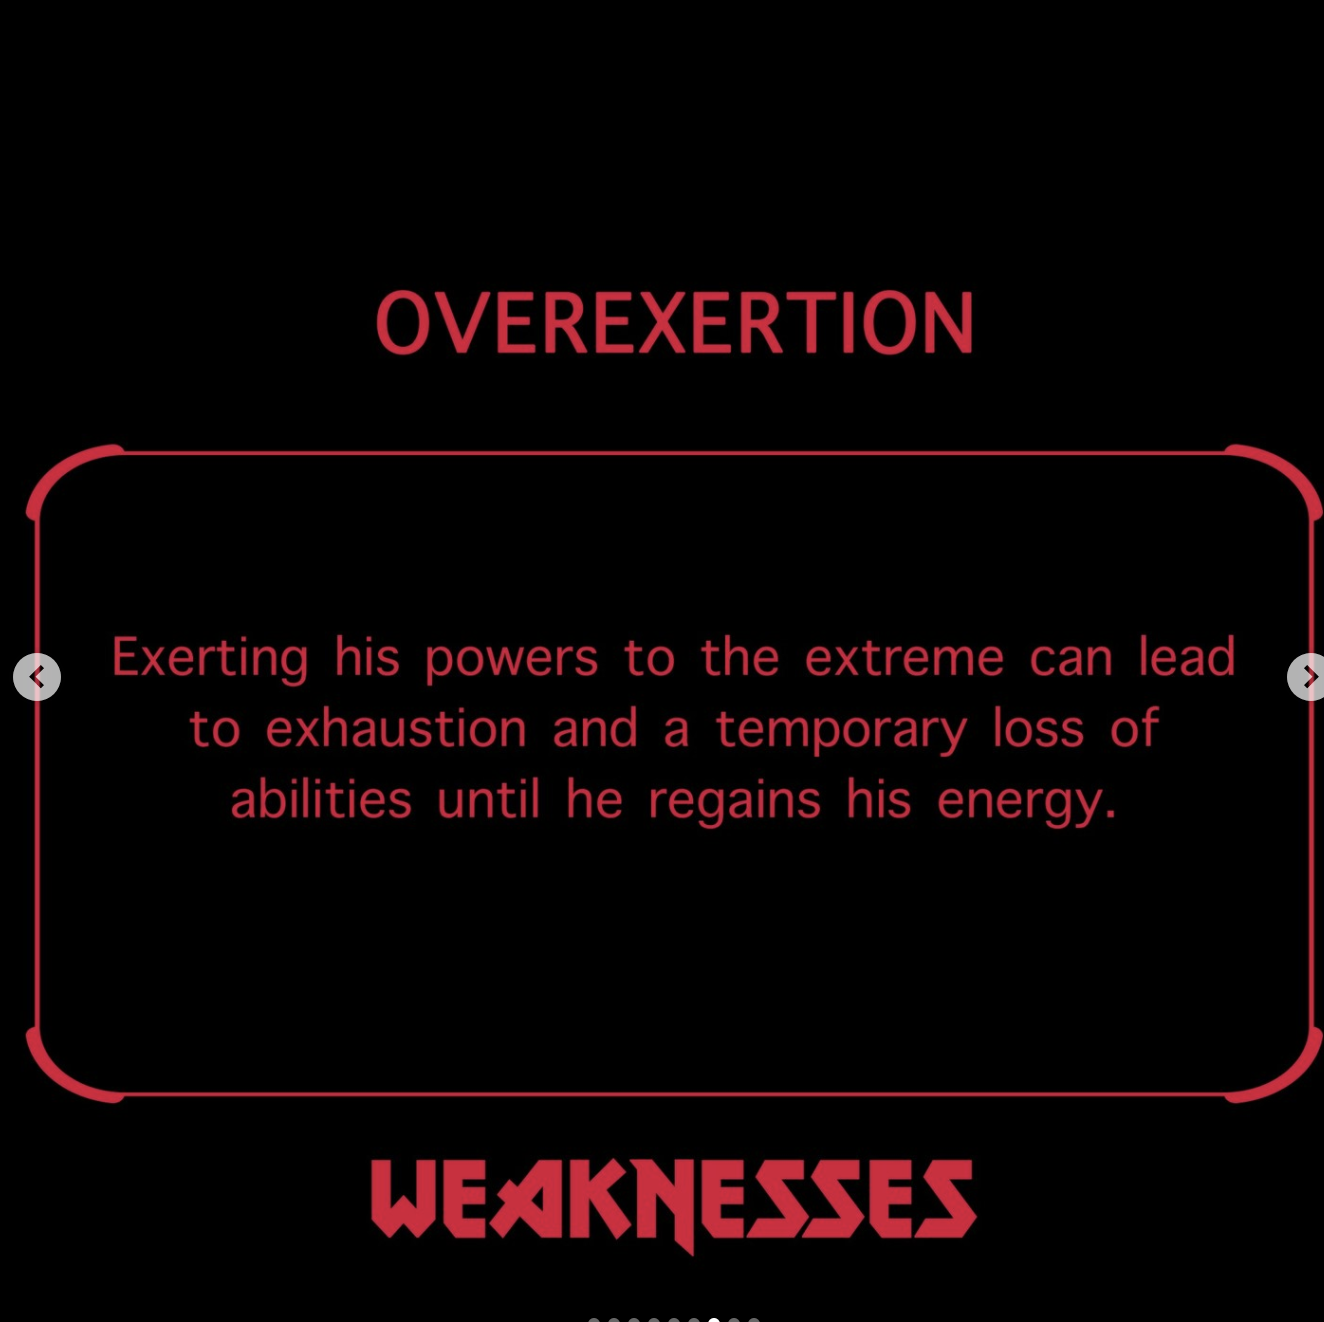 OVEREXERTION
Exerting his powers to the extreme can lead
to exhaustion and a temporary loss of
abilities until he regains his energy.
WEAKNESSES